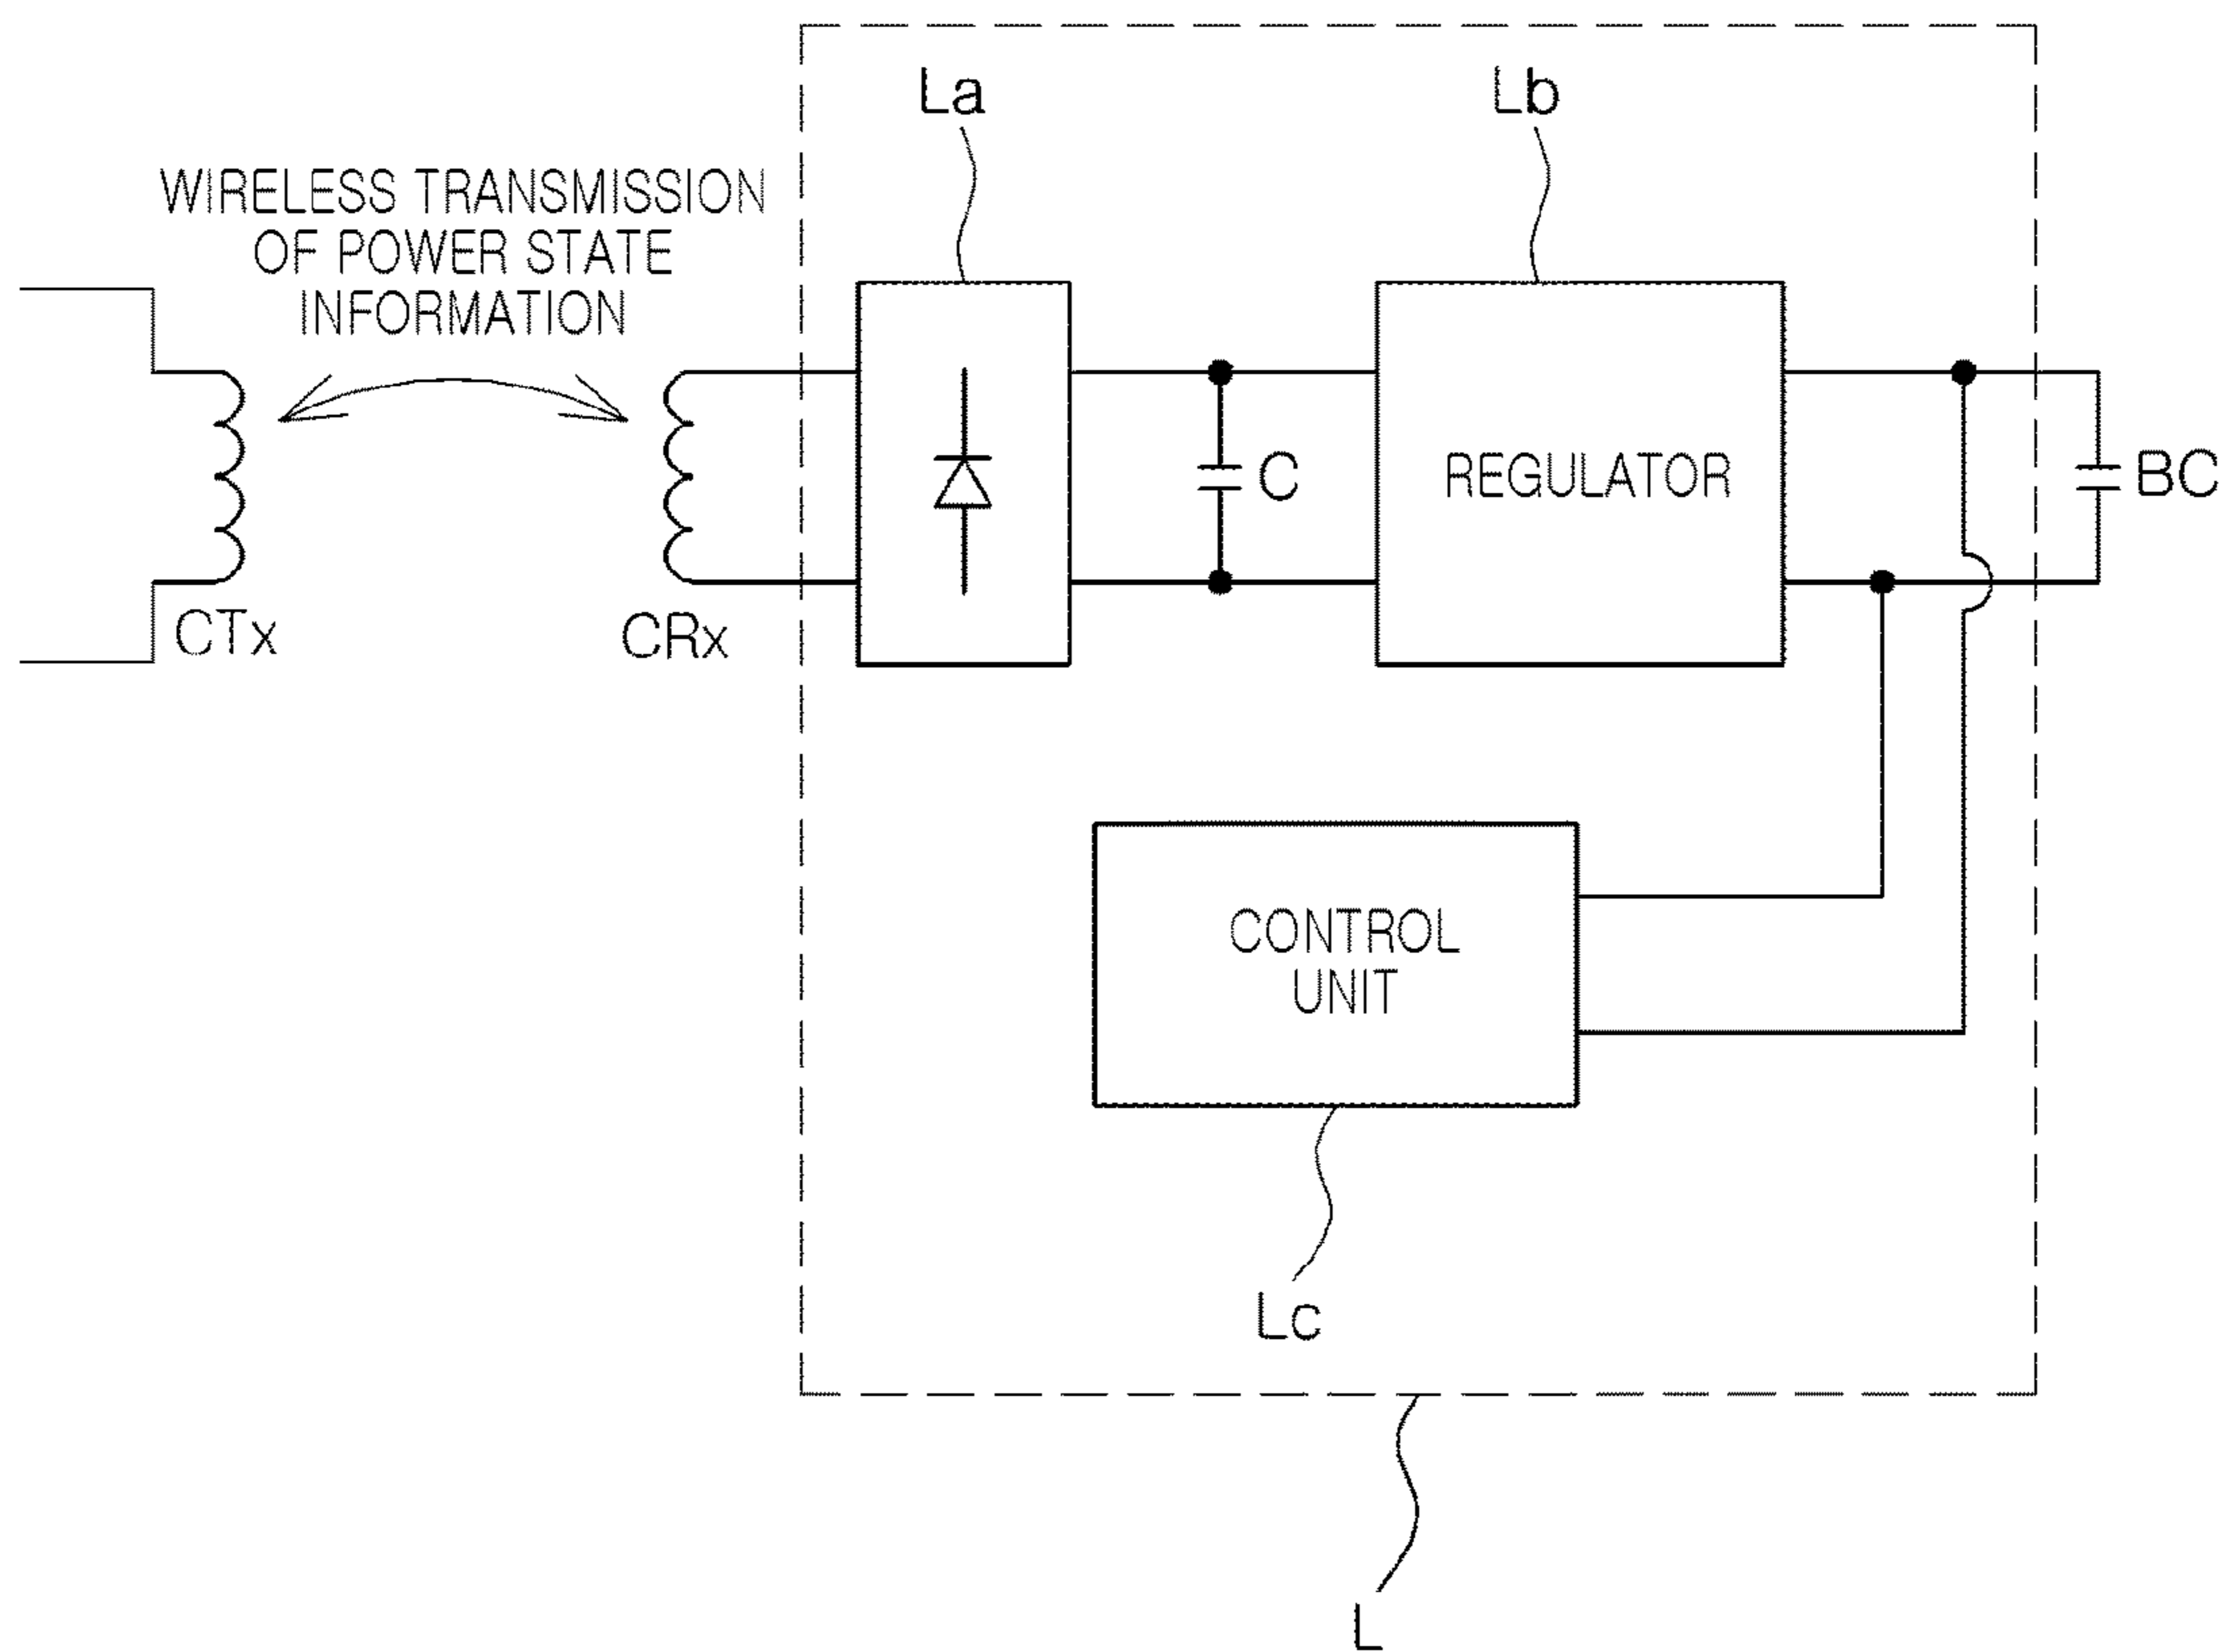 La
Lb
WIRELESS TRANSMISSION
OF POWER STATE
INFORMATION
C
REGULATOR
BC
CTx
CRx
CONTROL
UNIT
Lc
L